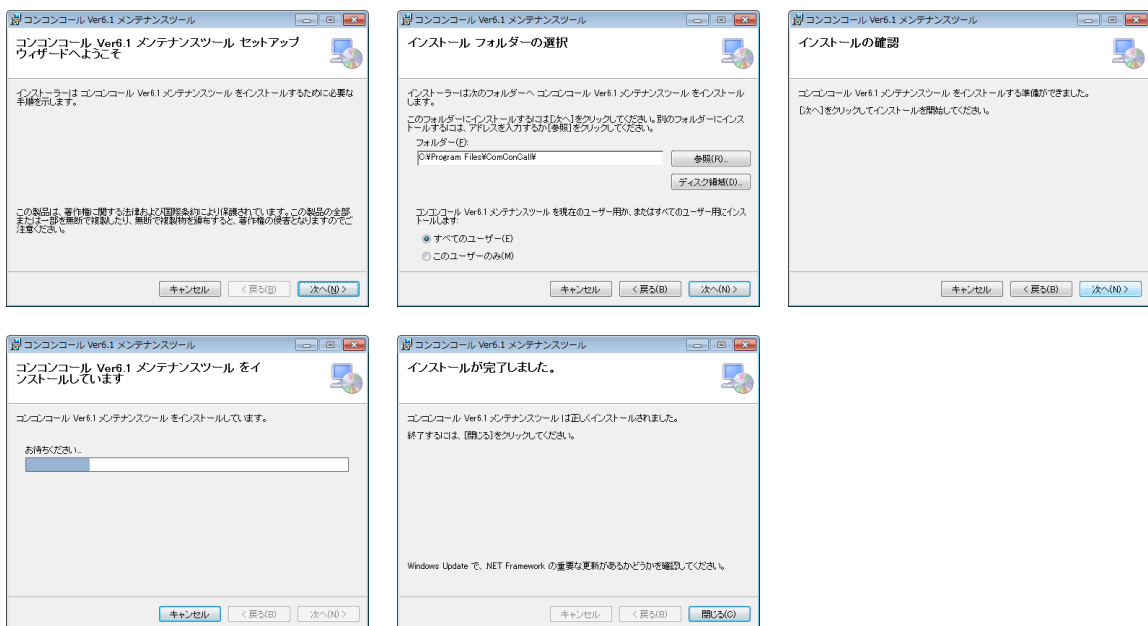 コンコンコール Ver6.1 メンテナンスツール
コンコンコール Ver6.1 メンテナンスツール セットアップ
ウィザードへようこそ
インストーラーは コンコンコール Ver6.1 メンテナンスツール をインストールするために必要な
手順を示します。
この製品は、著作権に関する法律および国際条約により保護されています。この製品の全部
または一部を無断で複製したり、無断で複製物を頒布すると、著作権の侵害となりますのでご
注意ください。
キャンセル
< 戻る(B)
次へ(N) >
コンコンコール Ver6.1 メンテナンスツール
インストール フォルダーの選択
インストーラーは次のフォルダーへ コンコンコール Ver6.1 メンテナンスツール をインストール
します。
このフォルダーにインストールするには[次へ]をクリックしてください。別のフォルダーにインス
トールするには、アドレスを入力するか[参照]をクリックしてください。
フォルダー(F):
C:¥Program Files¥ComConCall¥
参照(R)...
ディスク領域(D)...
コンコンコール Ver6.1 メンテナンスツール を現在のユーザー用か、またはすべてのユーザー用にインス
トールします:
すべてのユーザー(E)
このユーザーのみ(M)
キャンセル
< 戻る(B)
次へ(N) >
コンコンコール Ver6.1 メンテナンスツール
インストールの確認
コンコンコール Ver6.1 メンテナンスツール をインストールする準備ができました。
[次へ]をクリックしてインストールを開始してください。
キャンセル
< 戻る(B)
次へ(N) >
コンコンコール Ver6.1 メンテナンスツール
コンコンコール Ver6.1 メンテナンスツール をイ
ンストールしています
コンコンコール Ver6.1 メンテナンスツール をインストールしています。
お待ちください...
キャンセル
< 戻る(B)
次へ(N) >
コンコンコール Ver6.1 メンテナンスツール
インストールが完了しました。
コンコンコール Ver6.1 メンテナンスツール は正しくインストールされました。
終了するには、[閉じる]をクリックしてください。
Windows Update で、.NET Framework の重要な更新があるかどうかを確認してください。
キャンセル
< 戻る(B)
閉じる(C)